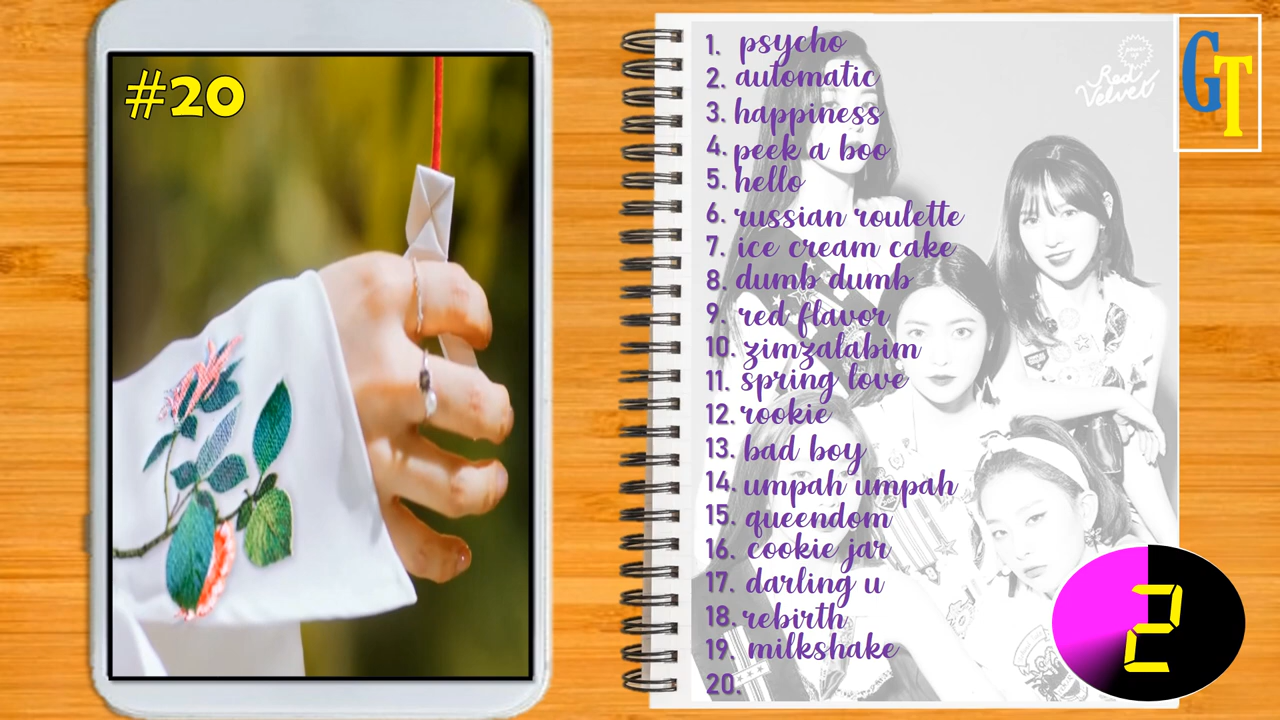 #20
1. psycho
2. automatic
3. happiness
4. peek a boo
5. hello
6. russian roulette
7. ice cream cake
8. dumb dumb
9. red flavor
10. zimzalabim
11. spring love
12. rookie
13. bad boy
14. umpah umpah
15. queendom
16. cookie jar
17. darling u
18. rebirth
19. milkshake
20.
Red Velvet
GT
2